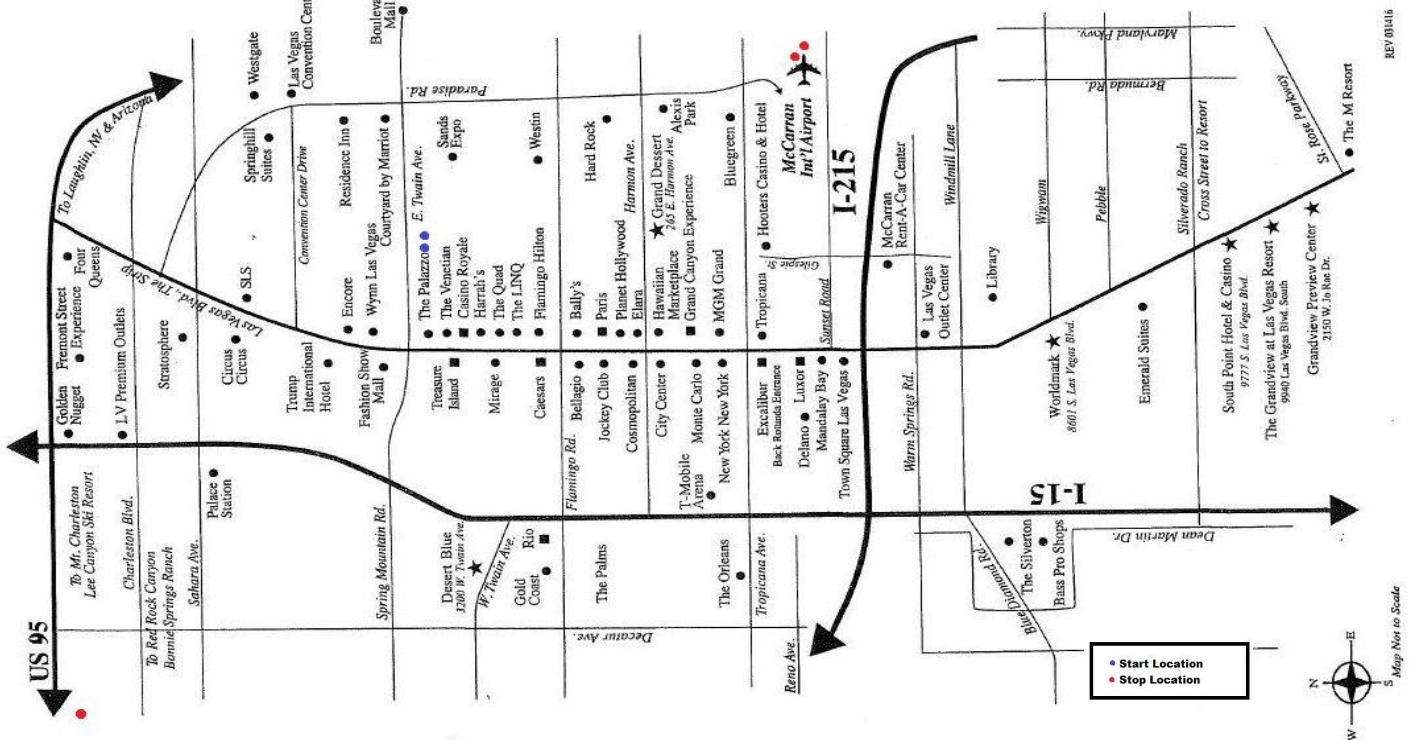 US 95
To Laughlin, NV & Arizona
Las Vegas Blvd., The Strip
Four
Queens
Fremont Street
Experience
Golden
Nugget
LV Premium Outlets
To Mt. Charleston
Lee Canyon Ski Resort
Charleston Blvd.
To Red Rock Canyon
Bonnie Springs Ranch
Sahara Ave.
Palace
Station
Stratosphere
Circus
Circus
SLS
Westgate
Las Vegas
Springhill
Suites
Convention Center Drive
Residence Inn
Encore
Trump
International
Hotel
Wynn Las Vegas
Courtyard by Marriot
Fashion Show
Mall
Spring Mountain Rd.
Paradise Rd.
E. Twain Ave.
The Palazzo
Sands
Expo
The Venetian
Casino Royale
Harrah's
The Quad
The LINQ
Flamingo Hilton
Westin
Treasure
Island
Mirage
Caesars
Desert Blue
3200 W. Twain Ave.
W. Twain Ave.
Gold
Coast
Rio
Decatur Ave.
Flamingo Rd.
Bellagio
Bally's
Jockey Club
Paris
Cosmopolitan
Planet Hollywood
Elara
Harmon Ave.
Hard Rock
The Palms
City Center
Hawaiian
Marketplace
Grand Dessert
265 E. Harmon Ave.
Alexis
Park
Grand Canyon Experience
Monte Carlo
T-Mobile
Arena
MGM Grand
New York New York
Bluegreen
The Orleans
Tropicana Ave.
Tropicana
Hooters Casino & Hotel
Excalibur
Back Rotunda Entrance
McCarran
Int'l Airport
Gilespie St.
Luxor
Delano
Mandalay Bay
Sunset Road
Reno Ave.
Town Square Las Vegas
I-215
McCarran
Rent-A-Car Center
Warm Springs Rd.
Las Vegas
Outlet Center
Windmill Lane
Library
Blue Diamond Rd.
The Silverton
Bass Pro Shops
I-15
Dean Martin Dr.
Wigwam
Worldmark
8601 S. Las Vegas Blvd.
Pebble
Emerald Suites
Maryland Pkwy.
Bermuda Rd.
Silverado Ranch
Cross Street to Resort
South Point Hotel & Casino
9777 S. Las Vegas Blvd.
The Grandview at Las Vegas Resort
9940 Las Vegas Blvd. South
Grandview Preview Center
2150 W. Jo Rae Dr.
St. Rose Parkway
The M Resort
REV 031416
Start Location
Stop Location
N
E
S
W
Map Not to Scale